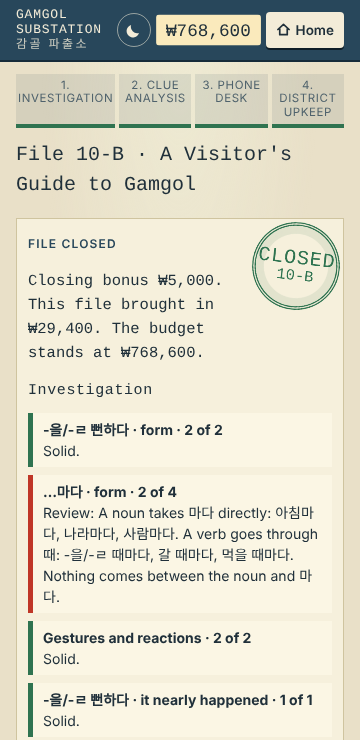 GAMGOL
SUBSTATION
감골 파출소
₩768,600
Home
1.
INVESTIGATION
2. CLUE
ANALYSIS
3. PHONE
DESK
4.
DISTRICT
UPKEEP
File 10-B · A Visitor's
Guide to Gamgol
FILE CLOSED
CLOSED
10-B
Closing bonus ₩5,000.
This file brought in
₩29,400. The budget
stands at ₩768,600.
Investigation
-을/-ㄹ 뻔하다 · form · 2 of 2
Solid.
…마다 · form · 2 of 4
Review: A noun takes 마다 directly: 아침마
다, 나라마다, 사람마다. A verb goes through
때: -을/-ㄹ 때마다, 갈 때마다, 먹을 때마다.
Nothing comes between the noun and 마
다.
Gestures and reactions · 2 of 2
Solid.
-을/-ㄹ 뻔하다 · it nearly happened · 1 of 1
Solid.